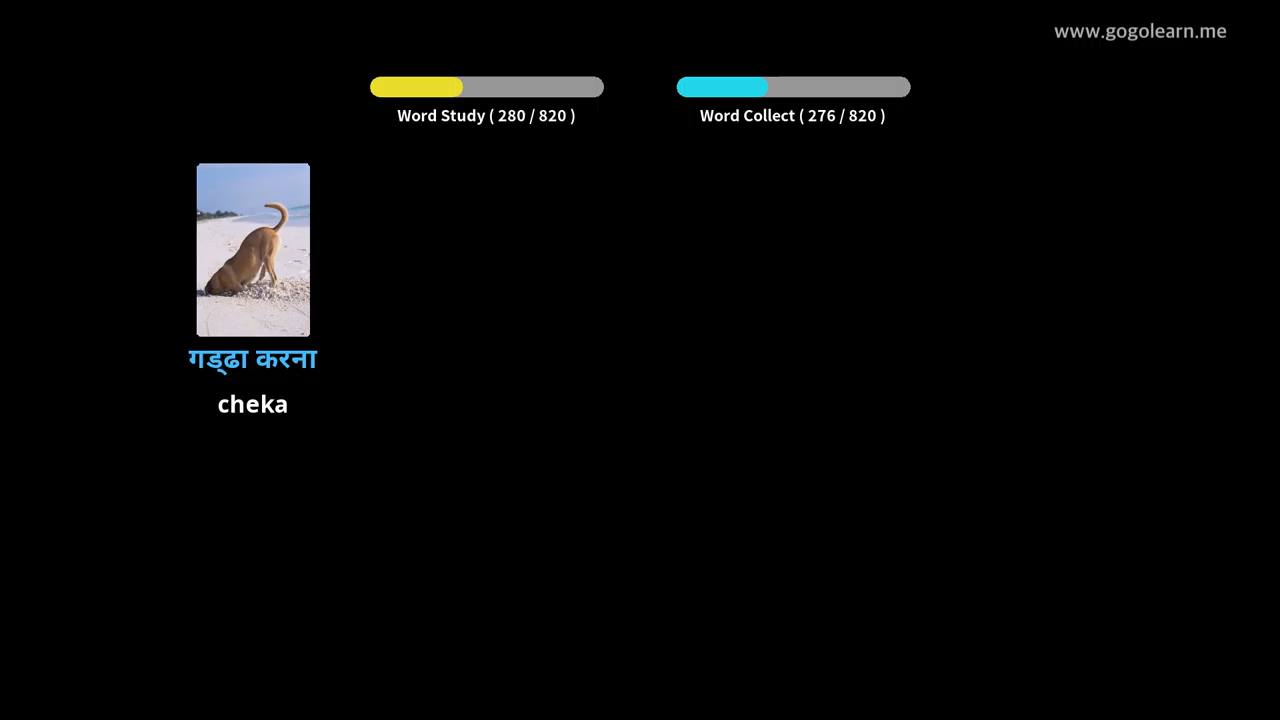 www.gogolearn.me
Word Study ( 280 / 820 )
Word Collect ( 276 / 820 )
गड्ढा करना
cheka